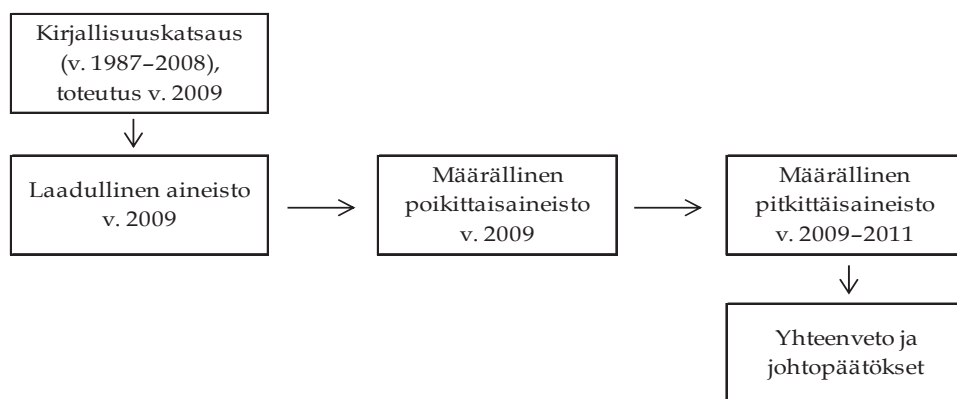 Kirjallisuuskatsaus
(v. 1987–2008),
toteutus v. 2009
Laadullinen aineisto
v. 2009
Määrällinen
poikittaisaineisto
v. 2009
Määrällinen
pitkittäisaineisto
v. 2009–2011
Yhteenveto ja
johtopäätökset